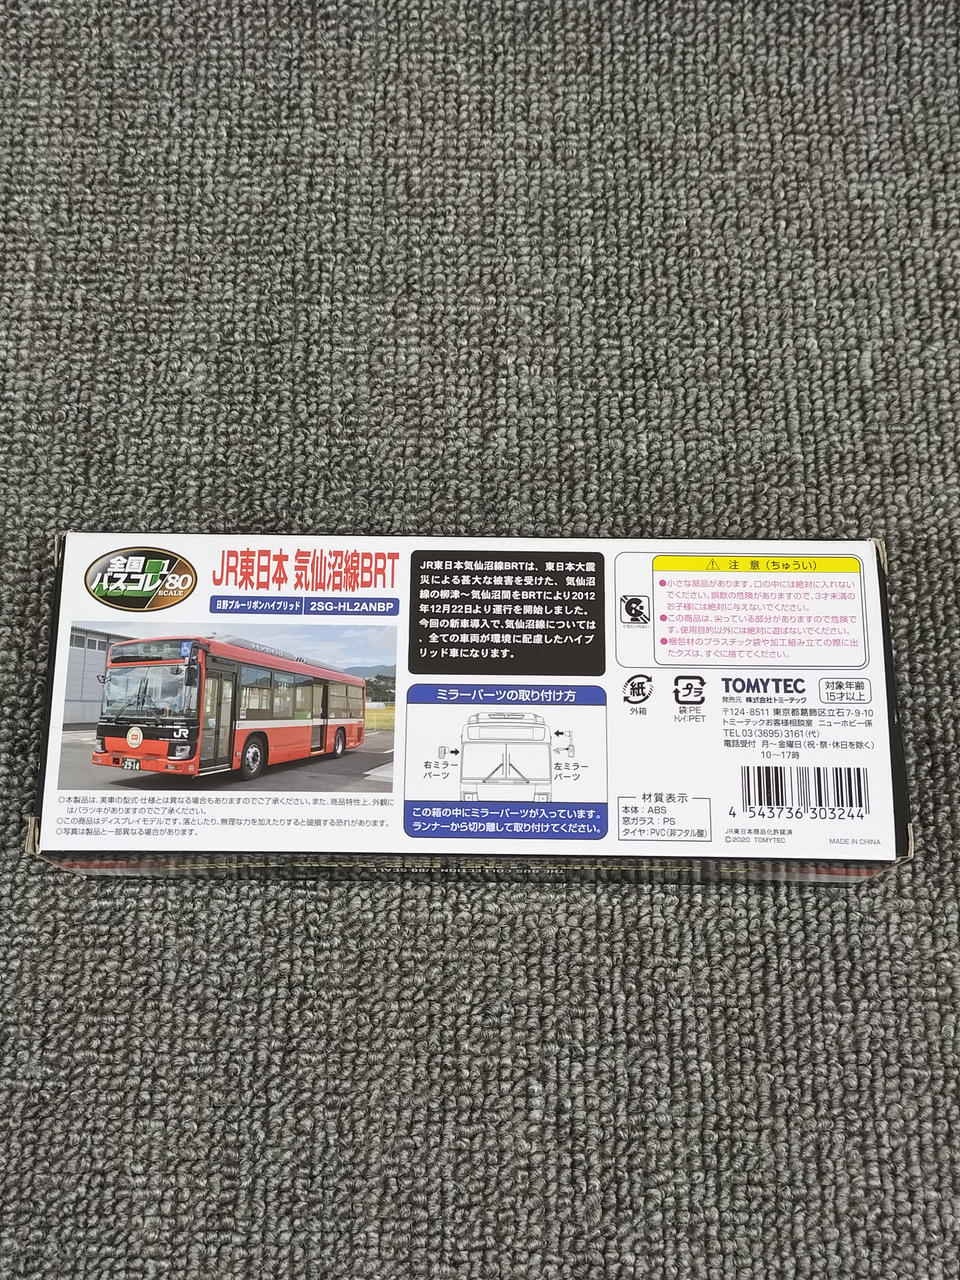 全国
バスコレ
1/80
SCALE
JR東日本 気仙沼線BRT
日野ブルーリボンハイブリッド 2SG-HL2ANBP
JR
29-14
◎本製品は、実車の型式・仕様とは異なる場合もありますのでご了承ください。また、商品特性上、外観に
はバラツキがありますがご了承ください。
◎この商品はディスプレイモデルです。落としたり、無理な力を加えたりすると破損する恐れがあります。
◎写真は製品と一部異なる場合があります。
JR東日本気仙沼線BRTは、東日本大震
災による甚大な被害を受けた、気仙沼
線の柳津～気仙沼間をBRTにより2012
年12月22日より運行を開始しました。
今回の新車導入で、気仙沼線については
、全ての車両が環境に配慮したハイブ
リッド車になります。
ミラーパーツの取り付け方
右ミラー
パーツ
左ミラー
パーツ
この箱の中にミラーパーツが入っています。
ランナーから切り離して取り付けてください。
注 意（ちゅうい）
●小さな部品があります。口の中には絶対に入れない
でください。誤飲の危険がありますので、3才未満の
お子様には絶対に与えないでください。
●この商品は、尖っている部分がありますので危険で
す。使用目的以外には絶対に遊ばないでください。
●梱包材のプラスチック袋や加工組み立ての際に出
たクズは、すぐに捨ててください。
くちにいれない
紙
外箱
プラ
袋:PE
トレイ:PET
TOMYTEC
発売元 株式会社トミーテック
対象年齢
15才以上
〒124-8511 東京都葛飾区立石7-9-10
トミーテックお客様相談室 ニューホビー係
TEL 03(3695)3161(代)
電話受付 月～金曜日(祝・祭・休日を除く)
10～17時
材質表示
本体：ABS
窓ガラス：PS
タイヤ：PVC(非フタル酸)
4 543736 303244
JR東日本商品化許諾済
©2020 TOMYTEC
MADE IN CHINA
THE BUS COLLECTION 1/80 SCALE